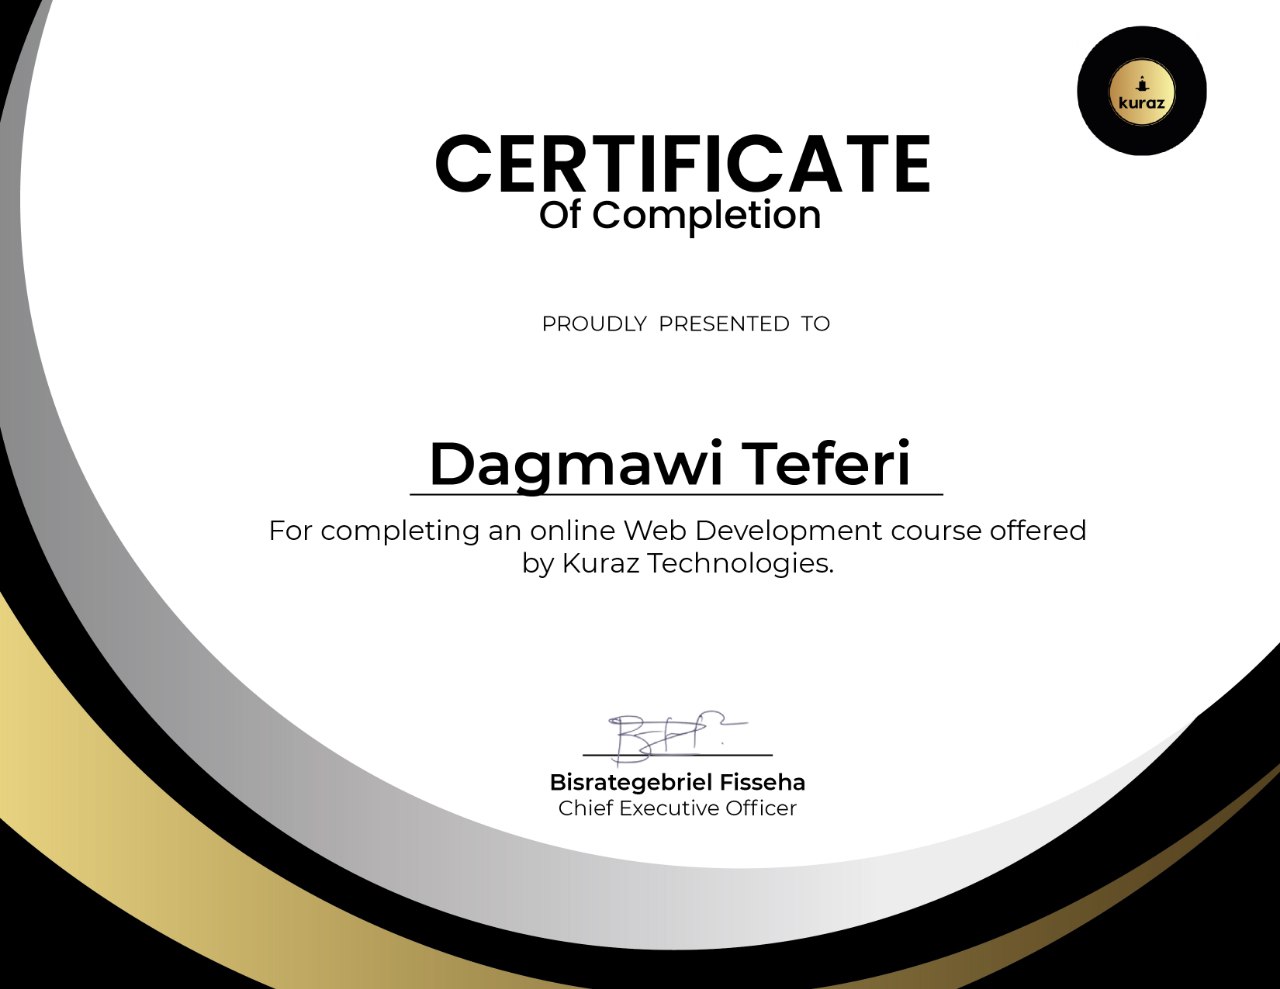 kuraz
CERTIFICATE
Of Completion
PROUDLY PRESENTED TO
Dagmawi Teferi
For completing an online Web Development course offered
by Kuraz Technologies.
Bisrategebriel Fisseha
Chief Executive Officer